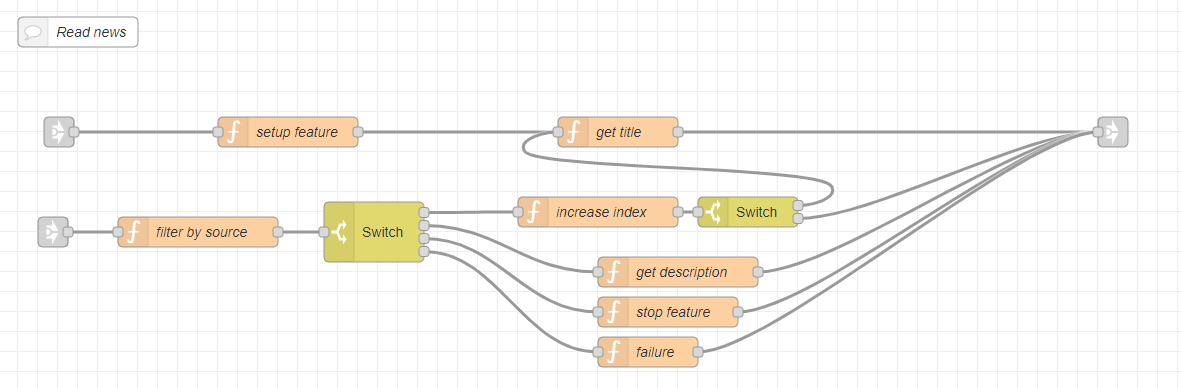 Read news
setup feature
get title
increase index
Switch
filter by source
Switch
get description
stop feature
failure